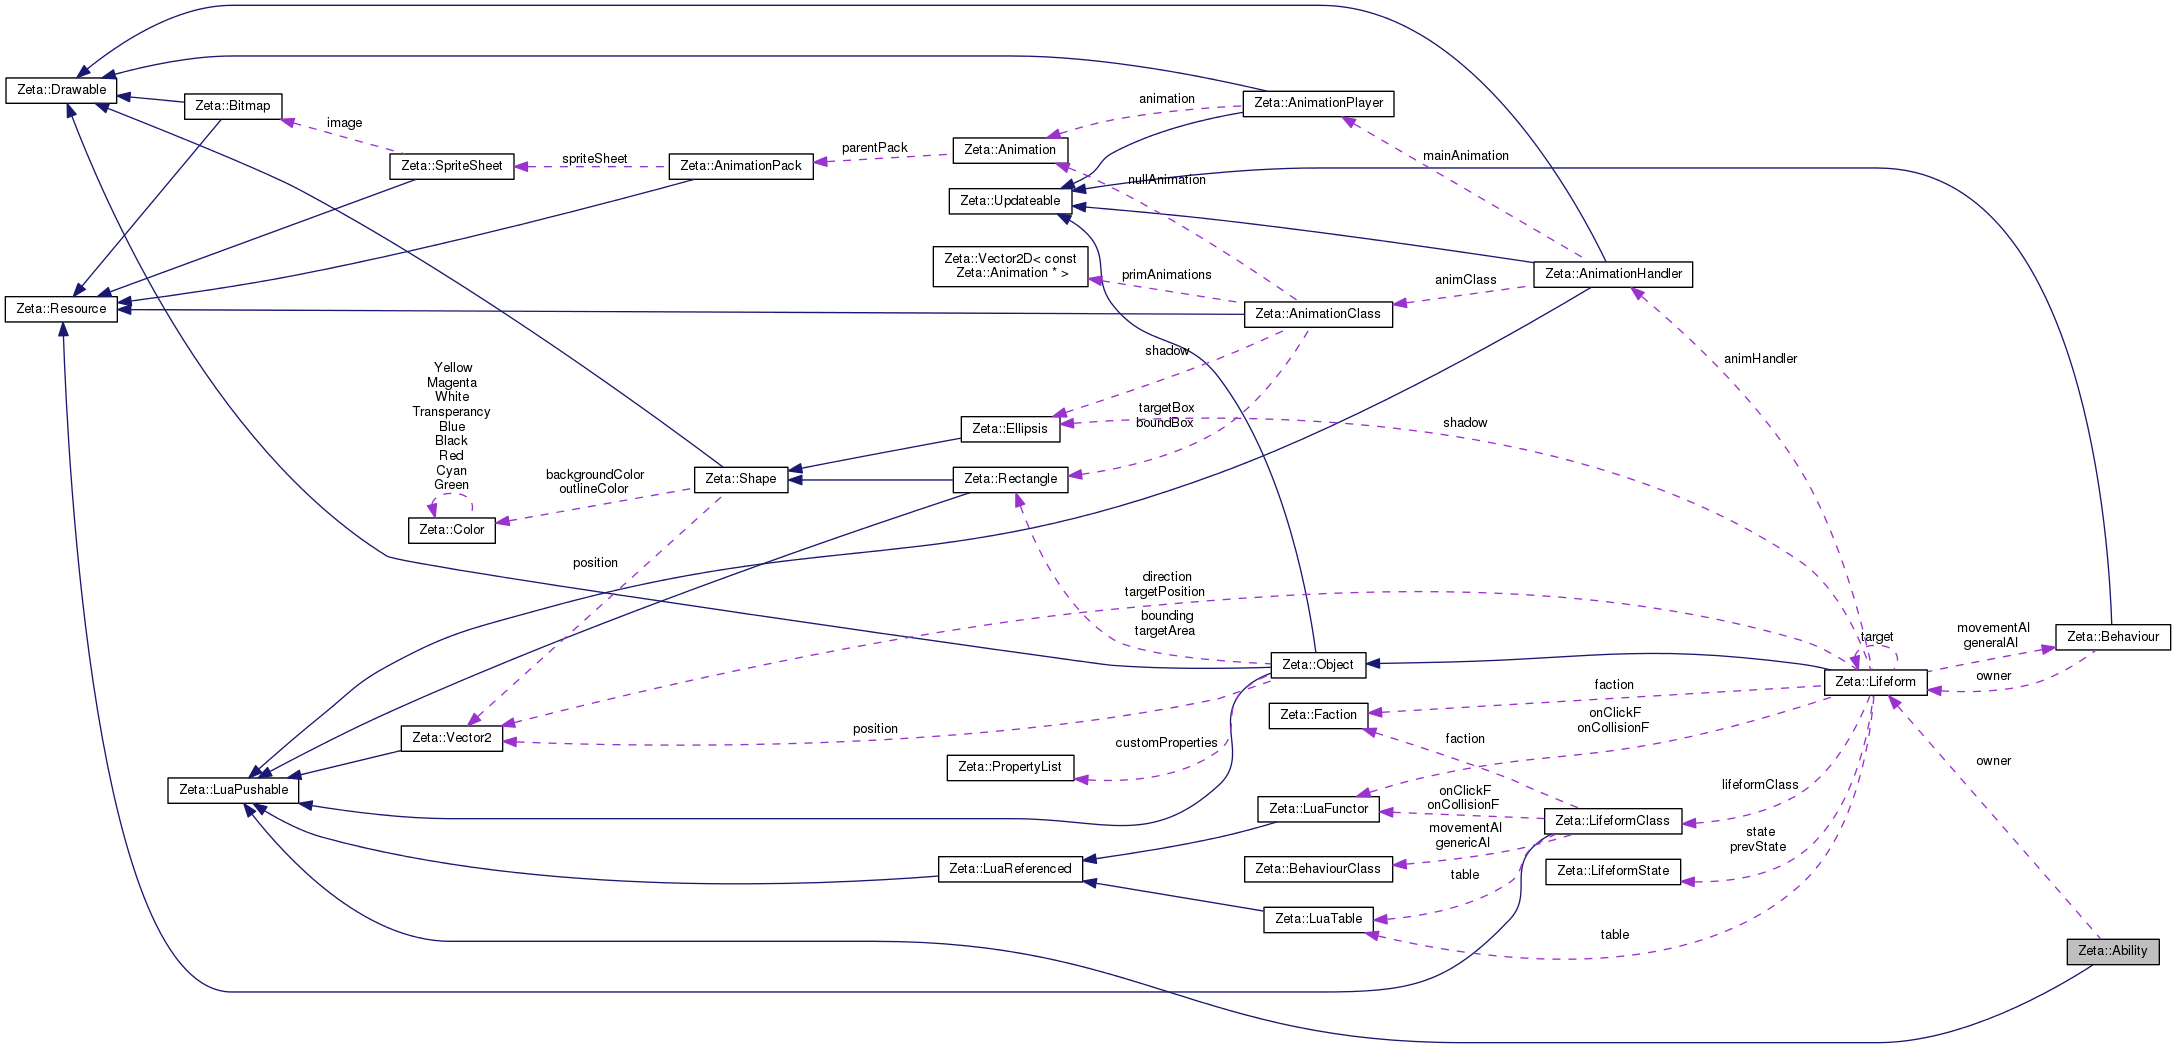 Zeta::Drawable
Zeta::Bitmap
image
Zeta::SpriteSheet
spriteSheet
Zeta::AnimationPack
parentPack
Zeta::Animation
animation
Zeta::AnimationPlayer
mainAnimation
nullAnimation
Zeta::Updateable
Zeta::Vector2D< const
Zeta::Animation * >
primAnimations
animClass
Zeta::AnimationHandler
Zeta::AnimationClass
Zeta::Resource
shadow
animHandler
Yellow
Magenta
White
Transperancy
Blue
Black
Red
Cyan
Green
Zeta::Color
backgroundColor
outlineColor
Zeta::Shape
Zeta::Ellipsis
targetBox
boundBox
shadow
Zeta::Rectangle
position
direction
targetPosition
bounding
targetArea
Zeta::Object
target
Zeta::Lifeform
movementAI
generalAI
owner
Zeta::Behaviour
Zeta::Vector2
position
customProperties
Zeta::PropertyList
faction
Zeta::Faction
onClickF
onCollisionF
faction
Zeta::LuaPushable
Zeta::LuaFunctor
onClickF
onCollisionF
Zeta::LifeformClass
lifeformClass
owner
movementAI
genericAI
Zeta::BehaviourClass
state
prevState
Zeta::LifeformState
Zeta::LuaReferenced
table
Zeta::LuaTable
table
Zeta::Ability